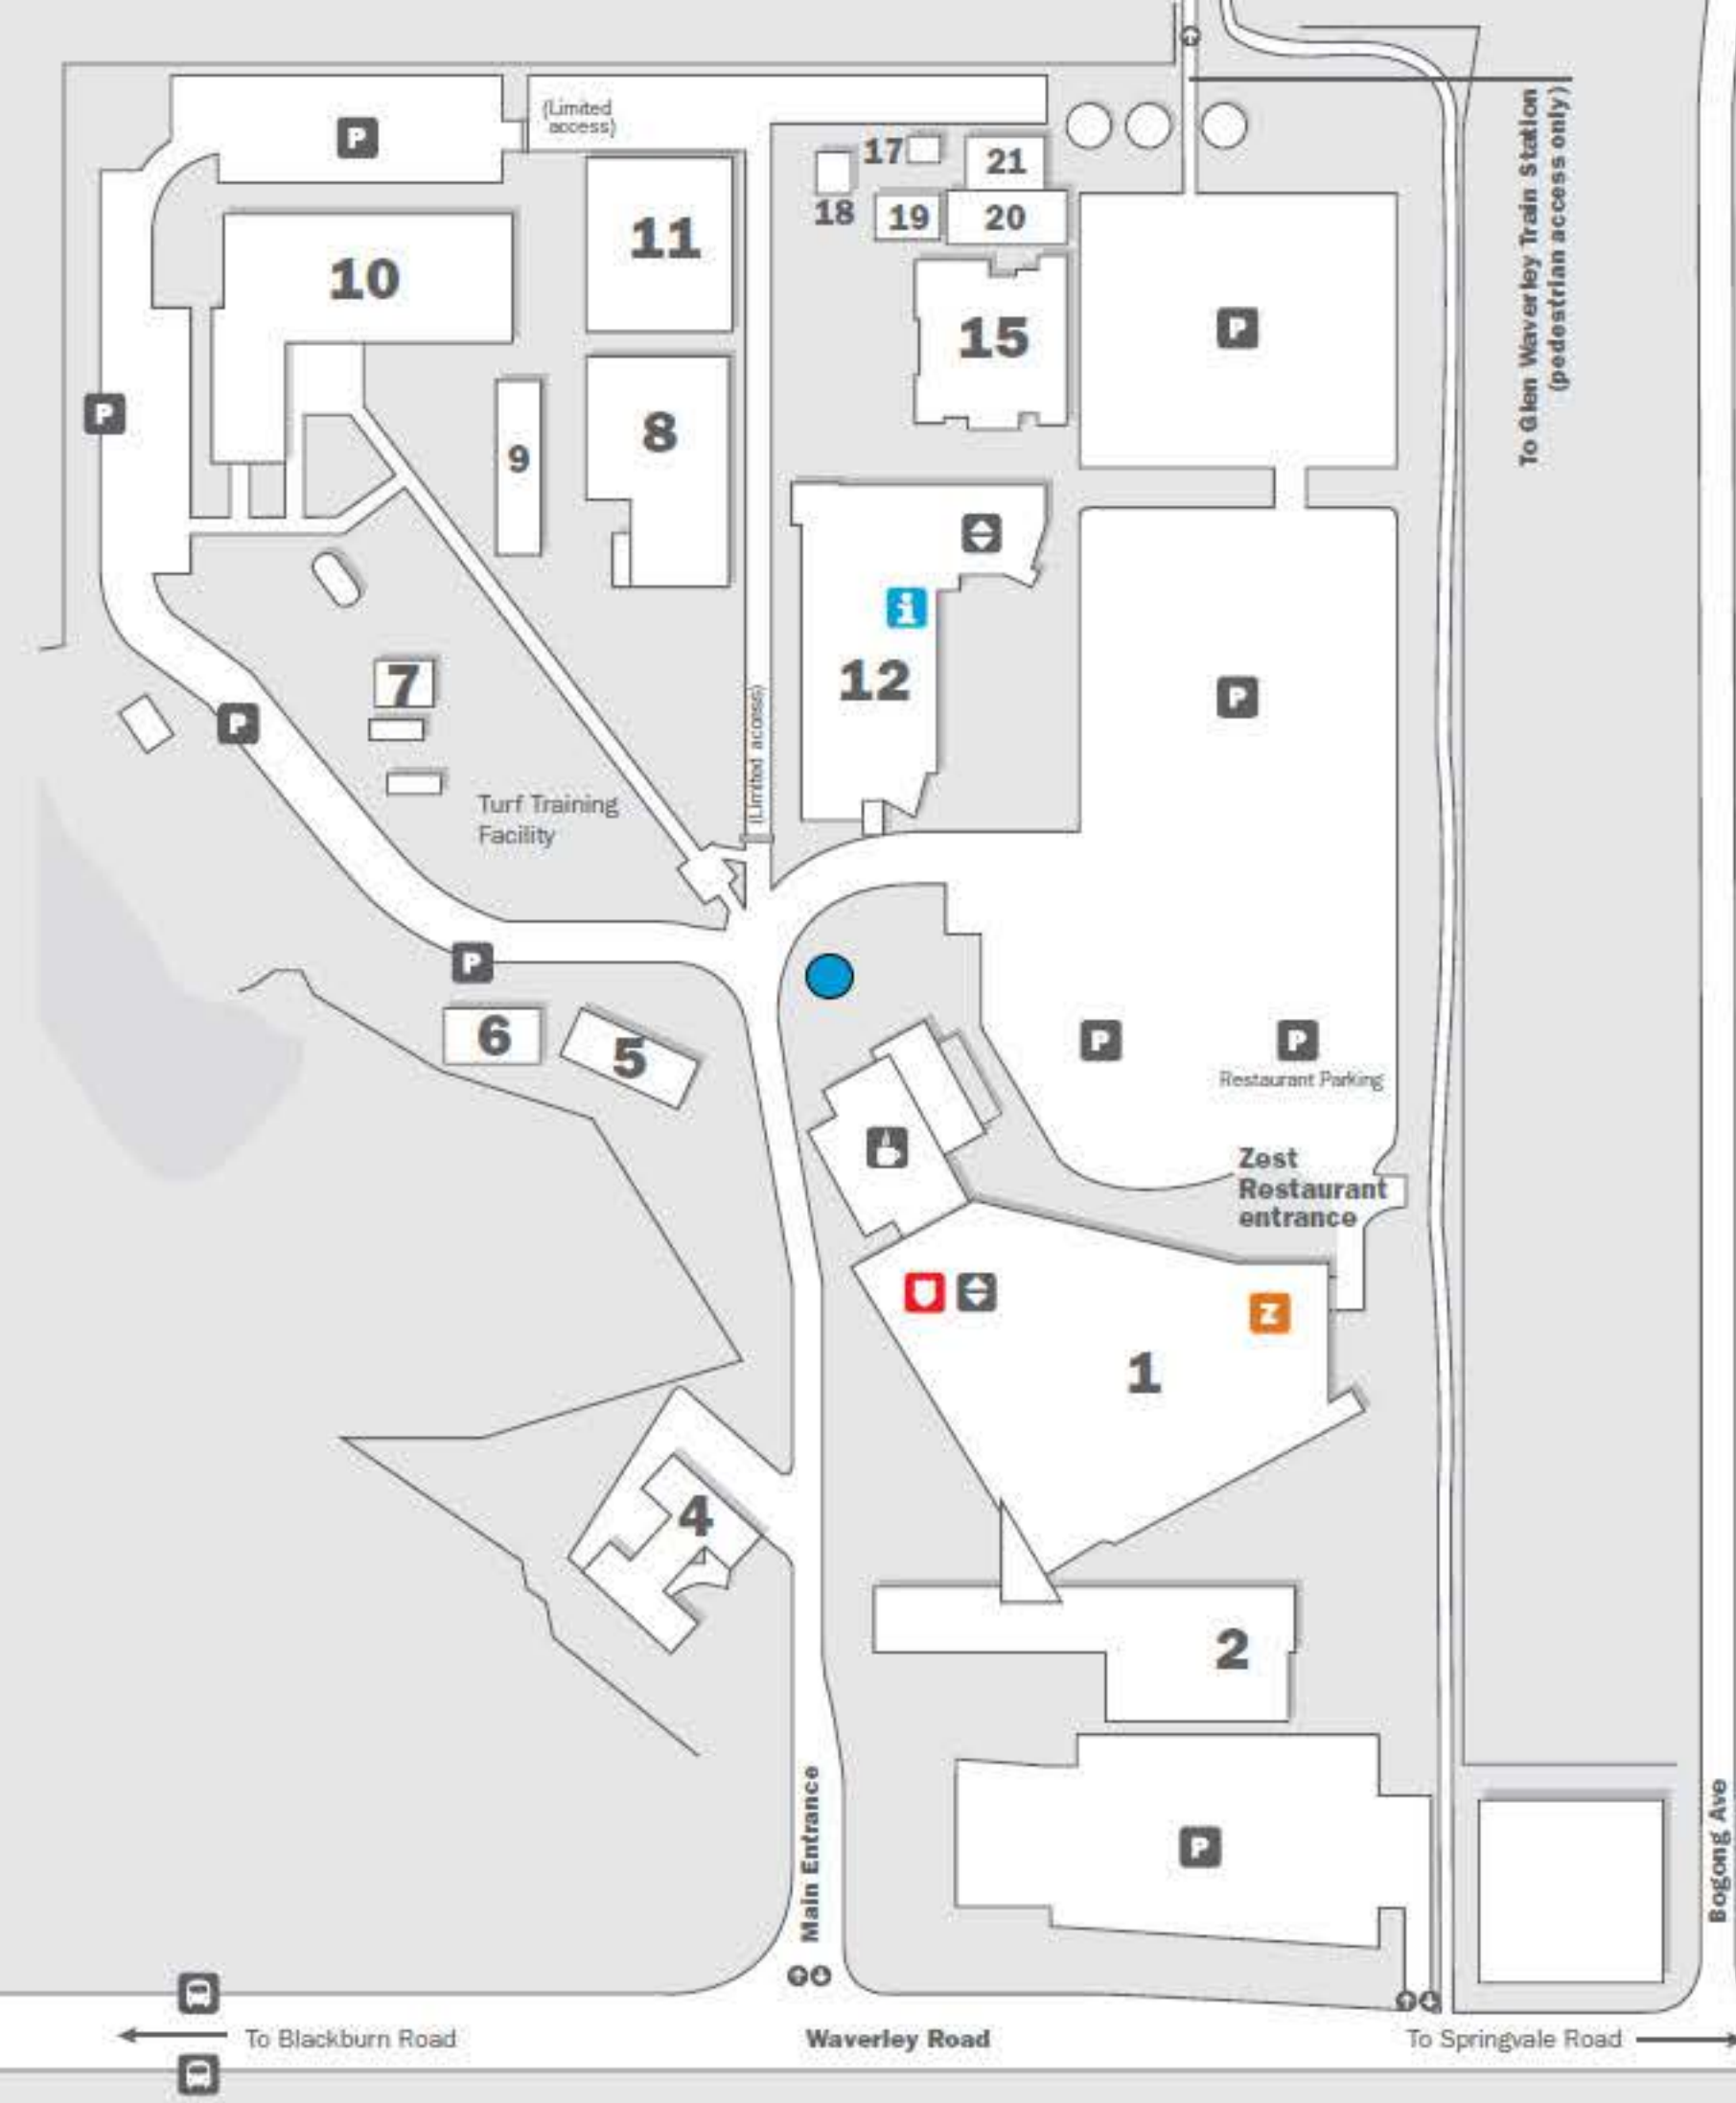 (Limited
access)
P
17
21
18
19
20
11
10
15
P
To Glen Waverley Train Station
(pedestrian access only)
P
9
8
i
12
7
P
P
(Limited access)
Turf Training
Facility
P
6
5
P
P
Restaurant Parking
Zest
Restaurant
entrance
Z
1
4
2
Main Entrance
P
Bogong Ave
To Blackburn Road
Waverley Road
To Springvale Road